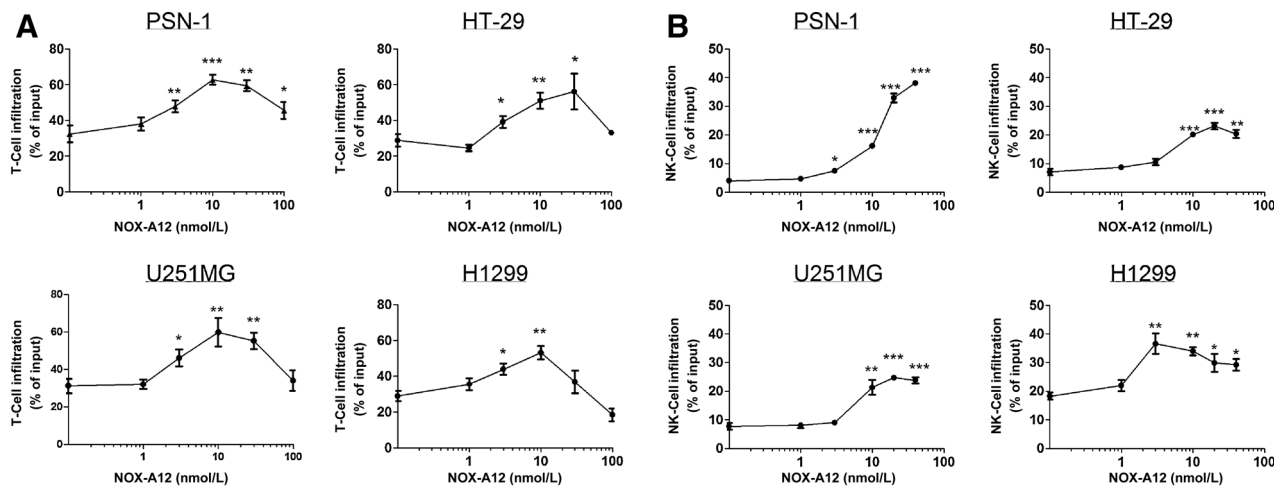 A
PSN-1
T-Cell infiltration
(% of input)
80
60
40
20
0
**
***
**
*
1
10
100
NOX-A12 (nmol/L)
HT-29
T-Cell infiltration
(% of input)
80
60
40
20
0
*
**
*
1
10
100
NOX-A12 (nmol/L)
B
PSN-1
NK-Cell infiltration
(% of input)
50
40
30
20
10
0
*
***
***
***
1
10
100
NOX-A12 (nmol/L)
HT-29
NK-Cell infiltration
(% of input)
50
40
30
20
10
0
***
***
**
1
10
100
NOX-A12 (nmol/L)
U251MG
T-Cell infiltration
(% of input)
80
60
40
20
0
*
**
**
1
10
100
NOX-A12 (nmol/L)
H1299
T-Cell infiltration
(% of input)
80
60
40
20
0
*
**
1
10
100
NOX-A12 (nmol/L)
U251MG
NK-Cell infiltration
(% of input)
50
40
30
20
10
0
**
***
***
1
10
100
NOX-A12 (nmol/L)
H1299
NK-Cell infiltration
(% of input)
50
40
30
20
10
0
**
**
*
*
1
10
100
NOX-A12 (nmol/L)